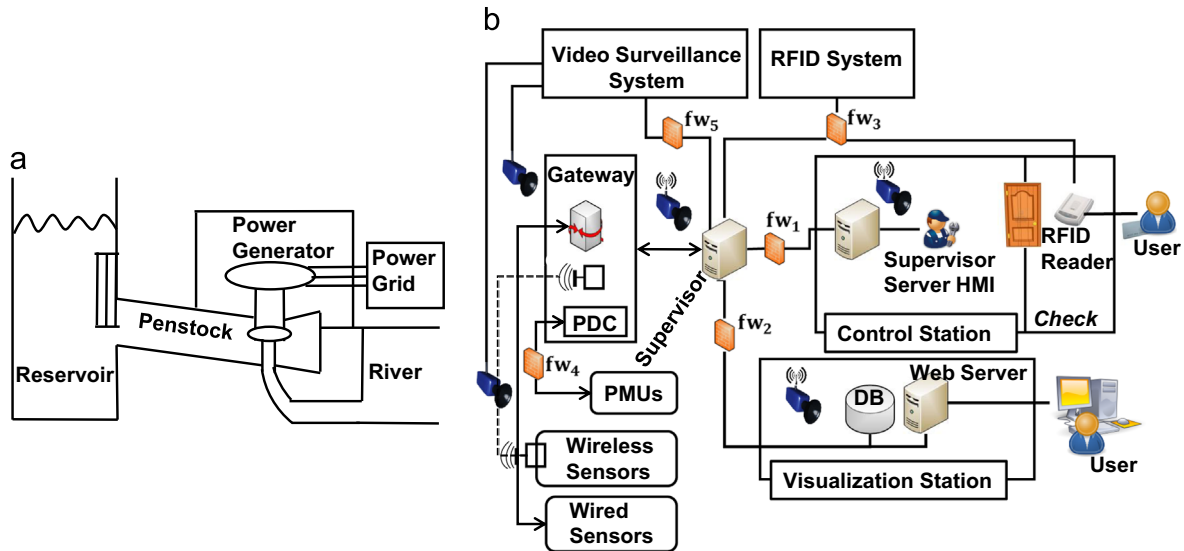 a
Reservoir
Penstock
Power
Generator
Power
Grid
River
b
Video Surveillance
System
RFID System
fw5
fw3
Gateway
PDC
fw4
PMUs
Wireless
Sensors
Wired
Sensors
Supervisor
fw1
fw2
Supervisor
Server HMI
Control Station
RFID
Reader
Check
User
Web Server
DB
Visualization Station
User